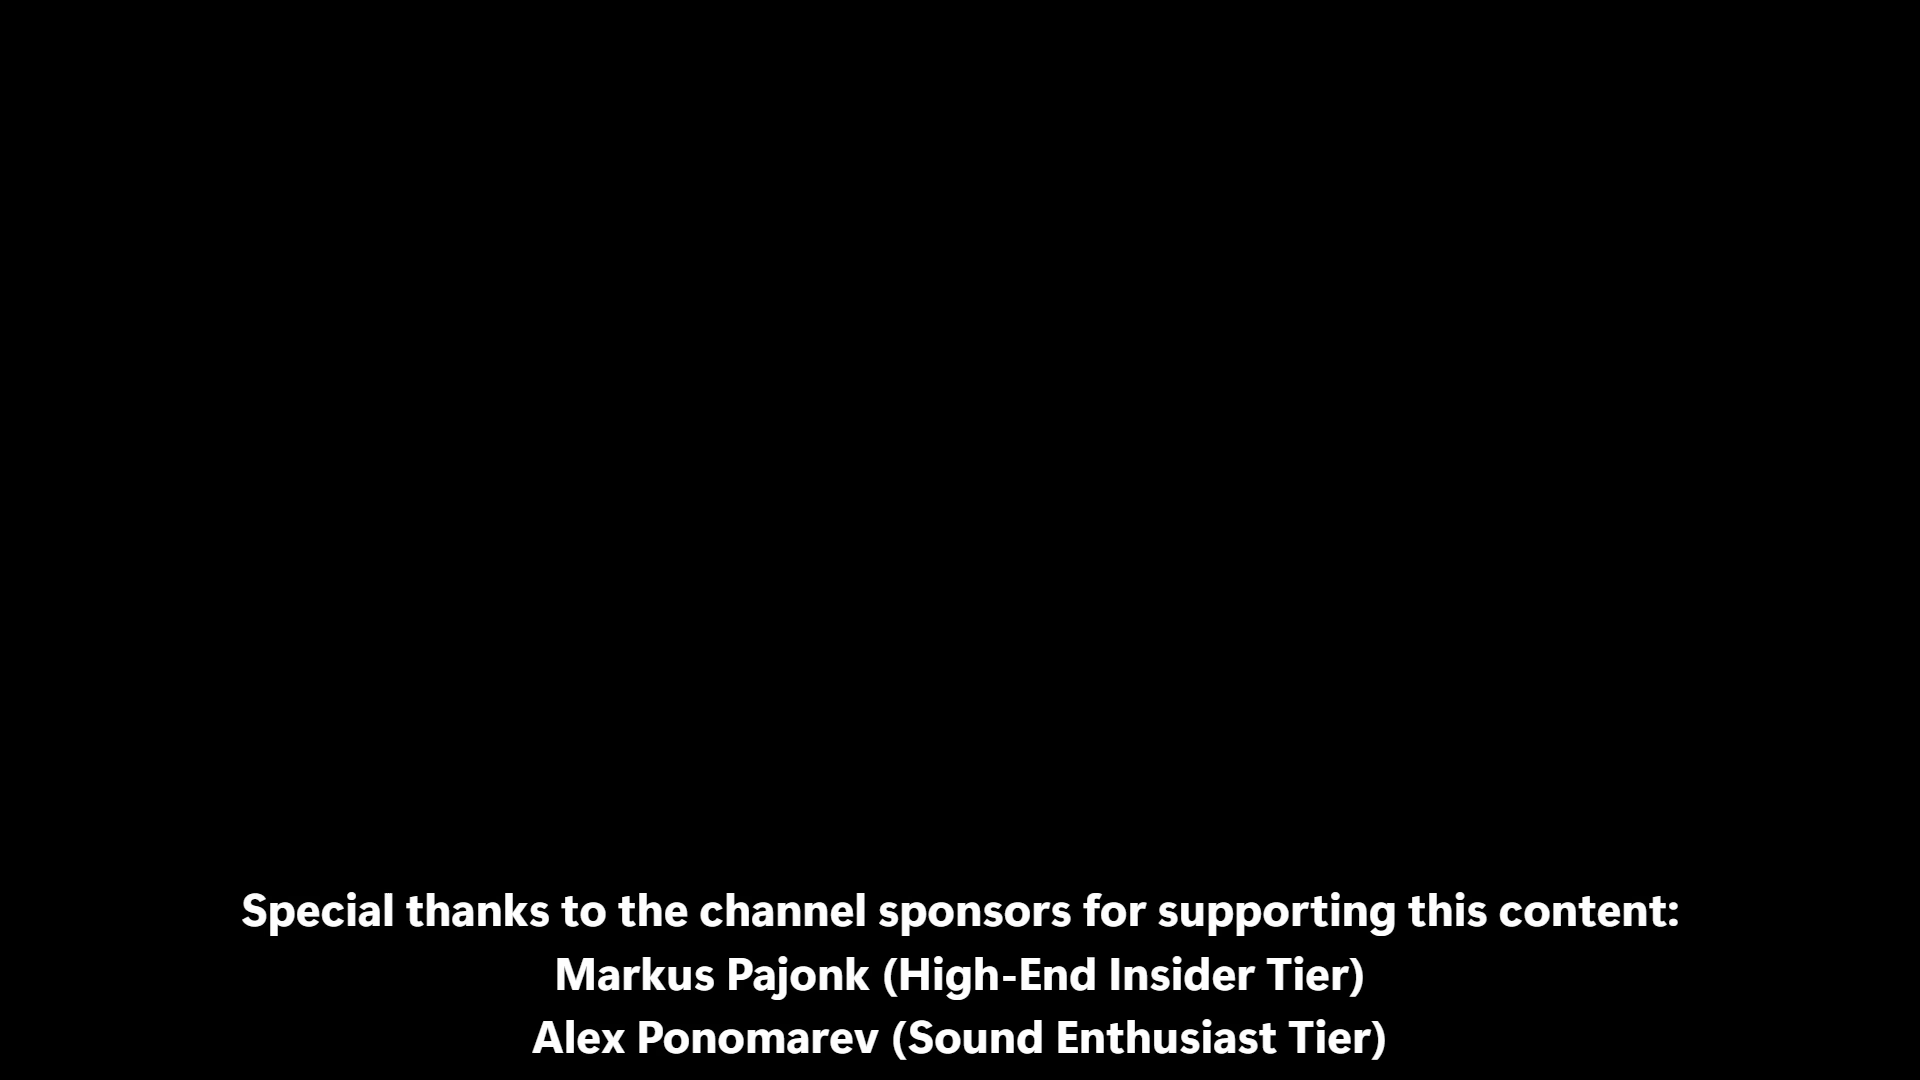 Special thanks to the channel sponsors for supporting this content:
Markus Pajonk (High-End Insider Tier)
Alex Ponomarev (Sound Enthusiast Tier)